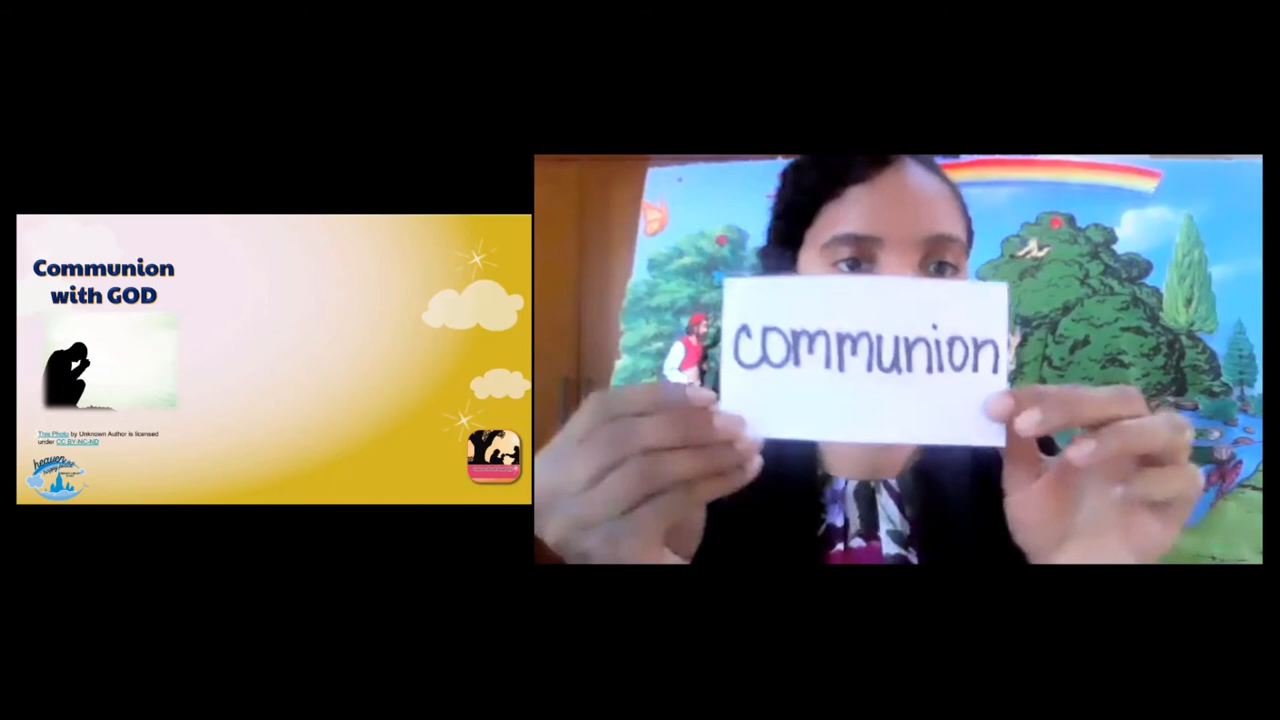 Communion
with GOD
This Photo by Unknown Author is licensed
under CC BY-NC-ND
heaven
communion